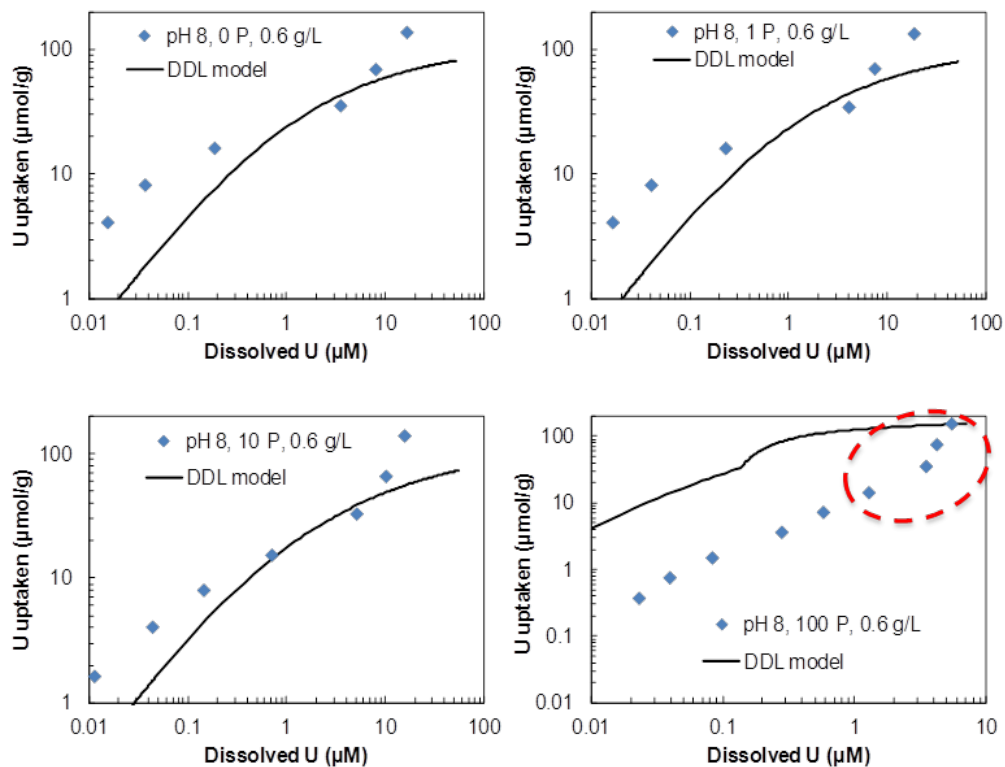 100
10
1
U uptaken (µmol/g)
pH 8, 0 P, 0.6 g/L
DDL model
0.01 0.1 1 10 100
Dissolved U (µM)
100
10
1
U uptaken (µmol/g)
pH 8, 1 P, 0.6 g/L
DDL model
0.01 0.1 1 10 100
Dissolved U (µM)
100
10
1
U uptaken (µmol/g)
pH 8, 10 P, 0.6 g/L
DDL model
0.01 0.1 1 10 100
Dissolved U (µM)
100
10
1
0.1
0.01
U uptaken (µmol/g)
pH 8, 100 P, 0.6 g/L
DDL model
0.01 0.1 1 10
Dissolved U (µM)